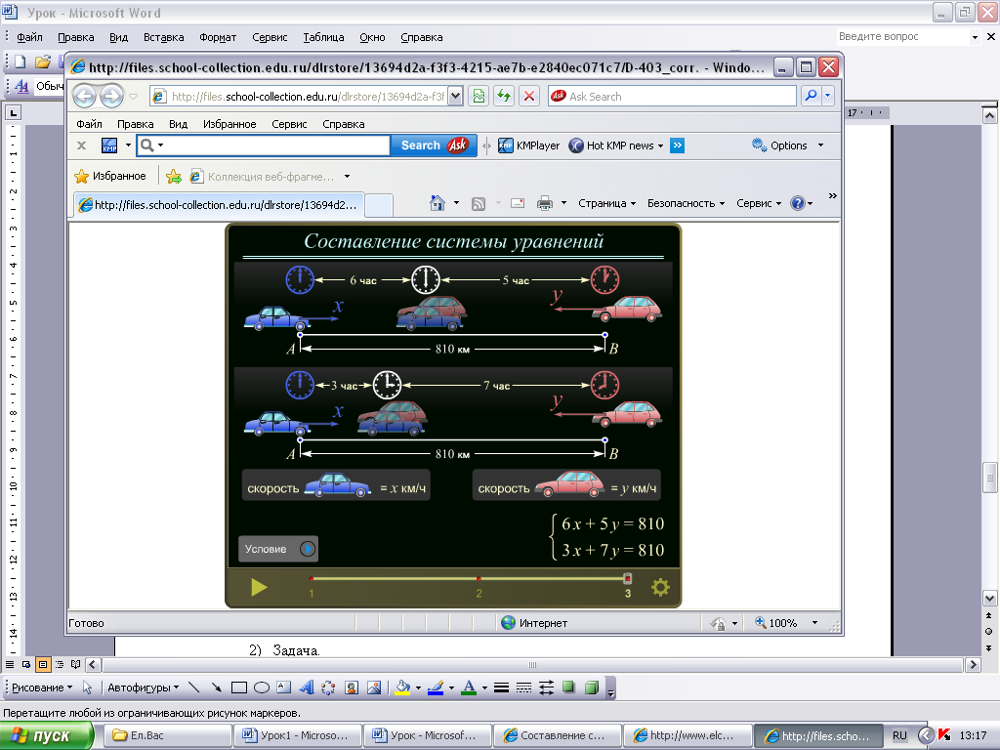 Урок - Microsoft Word
Файл Правка Вид Вставка Формат Сервис Таблица Окно Справка
Введите вопрос
http://files.school-collection.edu.ru/dlrstore/13694d2a-f3f3-4215-ae7b-e2840ec071c7/D-403_corr. - Windo...
Обыч
http://files.school-collection.edu.ru/dlrstore/13694d2a-f3f
Ask Search
17
Файл Правка Вид Избранное Сервис Справка
KMP Search Ask KMPlayer Hot KMP news Options
Избранное Коллекция веб-фрагме...
http://files.school-collection.edu.ru/dlrstore/13694d2...
Страница Безопасность Сервис
Составление системы уравнений
6 час 5 час
x y
A 810 км B
3 час 7 час
x y
A 810 км B
скорость = x км/ч скорость = y км/ч
6x + 5y = 810
3x + 7y = 810
Условие
1 2 3
Готово Интернет 100%
2) Задача.
Рисование Автофигуры
Перетащите любой из ограничивающих рисунок маркеров.
пуск Ел.Вас Урок1 - Microso... Урок - Microsof... Составление с... http://www.elc... http://files.scho... RU 13:17